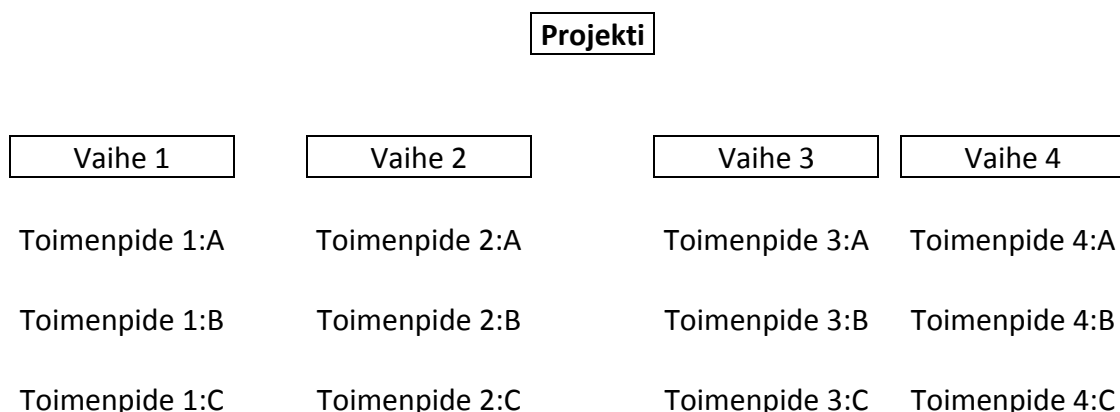 Projekti
Vaihe 1 Vaihe 2 Vaihe 3 Vaihe 4
Toimenpide 1:A Toimenpide 2:A Toimenpide 3:A Toimenpide 4:A
Toimenpide 1:B Toimenpide 2:B Toimenpide 3:B Toimenpide 4:B
Toimenpide 1:C Toimenpide 2:C Toimenpide 3:C Toimenpide 4:C